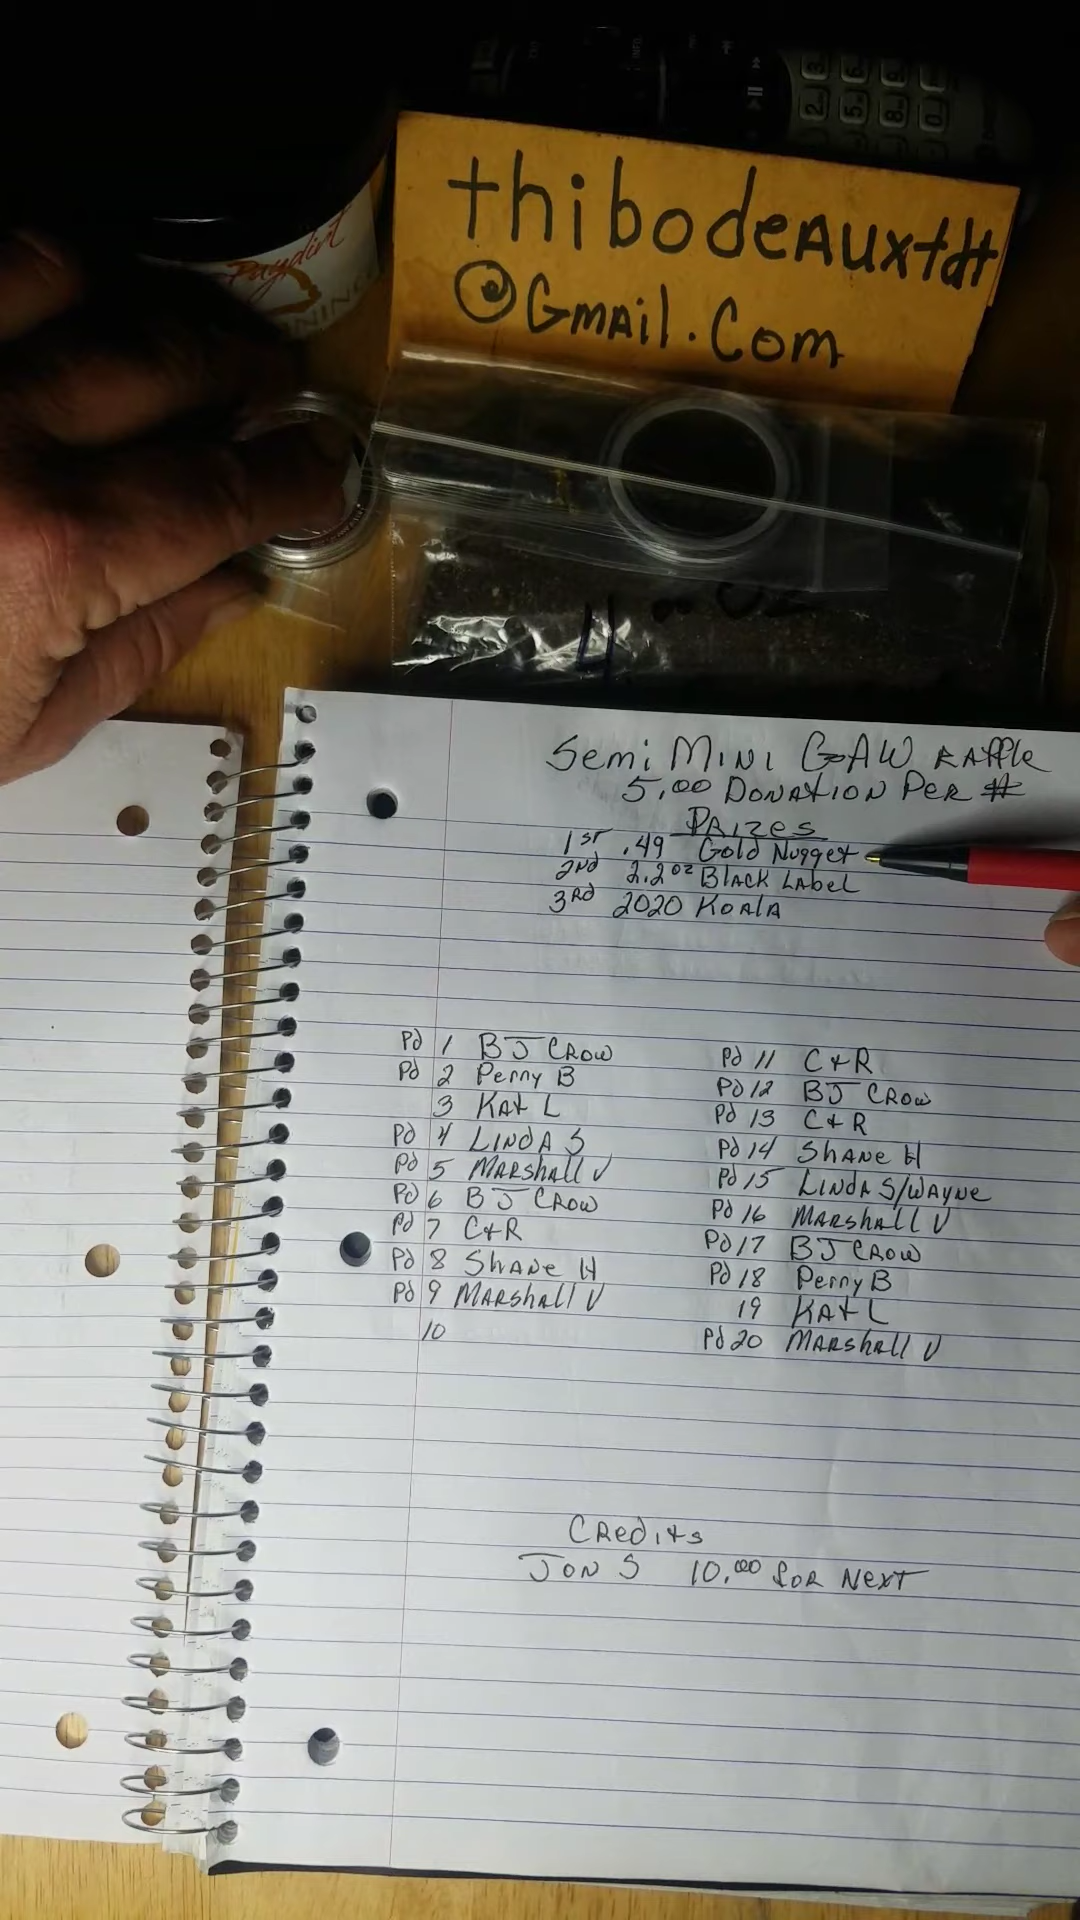 thibodeauxtdt
@Gmail.com
Paydirt
4 oz
Semi Mini GAW Raffle
5.00 Donation Per #
Prizes
1st .49 Gold Nugget
2nd 2.2oz Black Label
3rd 2020 Koala
Pd 1 BJ Crow
Pd 2 Perry B
3 Kat L
Pd 4 Linda S
Pd 5 Marshall V
Pd 6 BJ Crow
Pd 7 C+R
Pd 8 Shane H
Pd 9 Marshall V
10
Pd 11 C+R
Pd 12 BJ Crow
Pd 13 C+R
Pd 14 Shane H
Pd 15 Linda S/Wayne
Pd 16 Marshall V
Pd 17 BJ Crow
Pd 18 Perry B
19 Kat L
Pd 20 Marshall V
Credits
Jon S 10.00 for Next